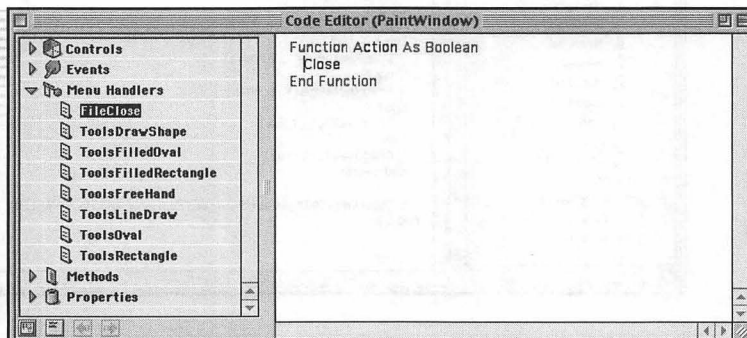 Code Editor (PaintWindow)
Controls
Events
Menu Handlers
FileClose
ToolsDrawShape
ToolsFilledOval
ToolsFilledRectangle
ToolsFreeHand
ToolsLineDraw
ToolsOval
ToolsRectangle
Methods
Properties
Function Action As Boolean
Close
End Function